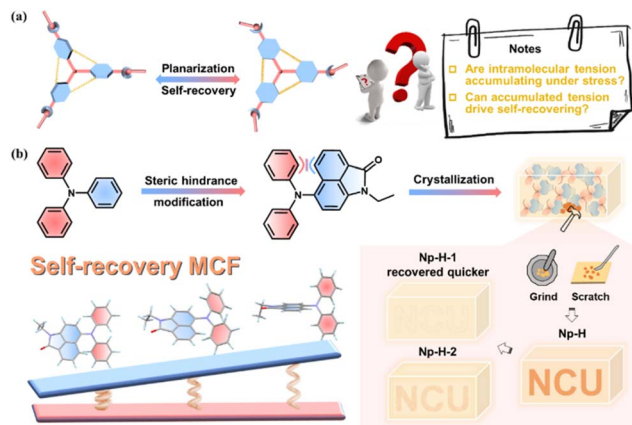 (a)
Planarization
Self-recovery
Notes
Are intramolecular tension
accumulating under stress?
Can accumulated tension
drive self-recovering?
(b)
N
Steric hindrance
modification
O
N
N
Crystallization
Self-recovery MCF
Np-H-1
recovered quicker
NCU
Grind
Scratch
Np-H
Np-H-2
NCU
NCU